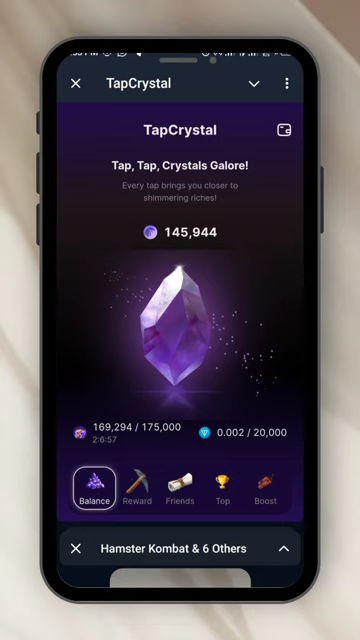 TapCrystal
TapCrystal
Tap, Tap, Crystals Galore!
Every tap brings you closer to
shimmering riches!
145,944
169,294 / 175,000
2:6:57
0.002 / 20,000
Balance
Reward
Friends
Top
Boost
Hamster Kombat & 6 Others